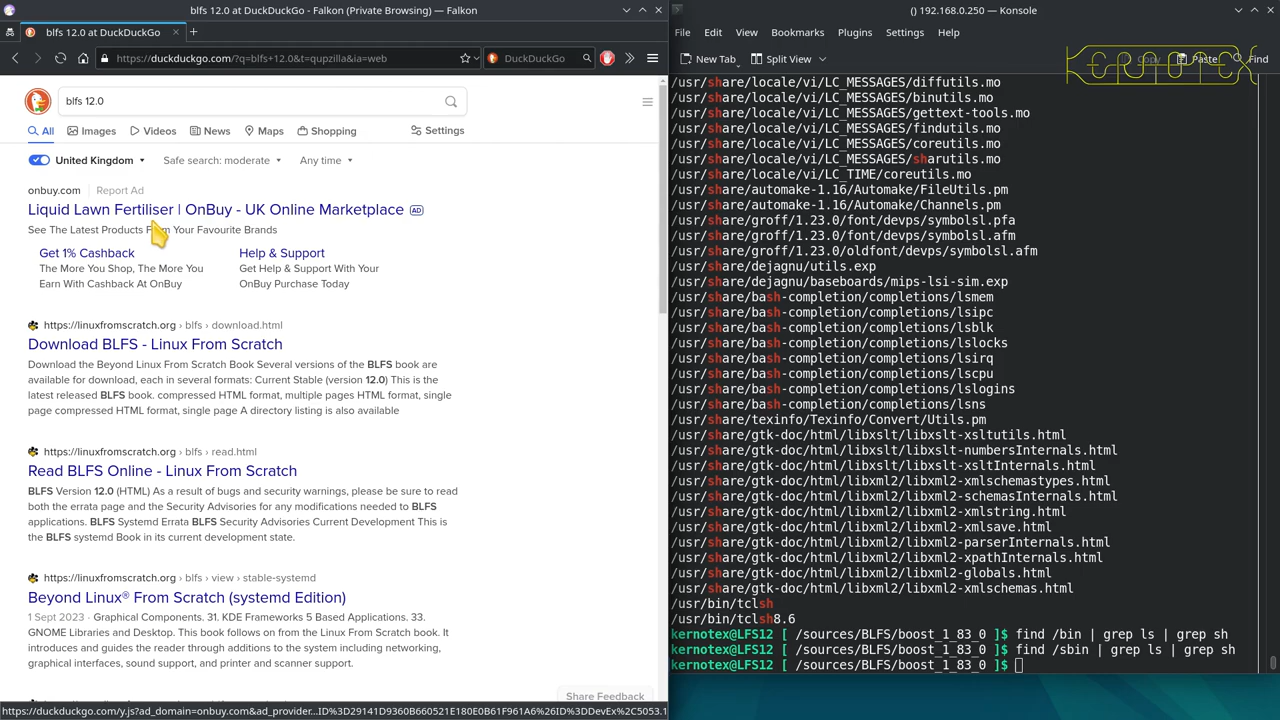 blfs 12.0 at DuckDuckGo - Falkon (Private Browsing) — Falkon
blfs 12.0 at DuckDuckGo
https://duckduckgo.com/?q=blfs+12.0&t=qupzilla&ia=web
DuckDuckGo
blfs 12.0
All
Images
Videos
News
Maps
Shopping
Settings
United Kingdom
Safe search: moderate
Any time
onbuy.com
Report Ad
Liquid Lawn Fertiliser | OnBuy - UK Online Marketplace AD
See The Latest Products From Your Favourite Brands
Get 1% Cashback
The More You Shop, The More You
Earn With Cashback At OnBuy
Help & Support
Get Help & Support With Your
OnBuy Purchase Today
https://linuxfromscratch.org › blfs › download.html
Download BLFS - Linux From Scratch
Download the Beyond Linux From Scratch Book Several versions of the BLFS book are
available for download, each in several formats: Current Stable (version 12.0) This is the
latest released BLFS book. compressed HTML format, multiple pages HTML format, single
page compressed HTML format, single page A directory listing is also available
https://linuxfromscratch.org › blfs › read.html
Read BLFS Online - Linux From Scratch
BLFS Version 12.0 (HTML) As a result of bugs and security warnings, please be sure to read
both the errata page and the Security Advisories for any modifications needed to BLFS
applications. BLFS Systemd Errata BLFS Security Advisories Current Development This is
the BLFS systemd Book in its current development state.
https://linuxfromscratch.org › blfs › view › stable-systemd
Beyond Linux® From Scratch (systemd Edition)
1 Sept 2023 · Graphical Components. 31. KDE Frameworks 5 Based Applications. 33.
GNOME Libraries and Desktop. This book follows on from the Linux From Scratch book. It
introduces and guides the reader through additions to the system including networking,
graphical interfaces, sound support, and printer and scanner support.
Share Feedback
https://duckduckgo.com/y.js?ad_domain=onbuy.com&ad_provider...ID%3D29141D9360B660521E180E0B61F961A6%26ID%3DDevEx%2C5053.1
() 192.168.0.250 — Konsole
File
Edit
View
Bookmarks
Plugins
Settings
Help
New Tab
Split View
Copy
Paste
Find
KERNOTEX
/usr/share/locale/vi/LC_MESSAGES/diffutils.mo
/usr/share/locale/vi/LC_MESSAGES/binutils.mo
/usr/share/locale/vi/LC_MESSAGES/gettext-tools.mo
/usr/share/locale/vi/LC_MESSAGES/findutils.mo
/usr/share/locale/vi/LC_MESSAGES/coreutils.mo
/usr/share/locale/vi/LC_MESSAGES/sharutils.mo
/usr/share/locale/vi/LC_TIME/coreutils.mo
/usr/share/automake-1.16/Automake/FileUtils.pm
/usr/share/automake-1.16/Automake/Channels.pm
/usr/share/groff/1.23.0/font/devps/symbolsl.pfa
/usr/share/groff/1.23.0/font/devps/symbolsl.afm
/usr/share/groff/1.23.0/oldfont/devps/symbolsl.afm
/usr/share/dejagnu/utils.exp
/usr/share/dejagnu/baseboards/mips-lsi-sim.exp
/usr/share/bash-completion/completions/lsmem
/usr/share/bash-completion/completions/lsipc
/usr/share/bash-completion/completions/lsblk
/usr/share/bash-completion/completions/lslocks
/usr/share/bash-completion/completions/lsirq
/usr/share/bash-completion/completions/lscpu
/usr/share/bash-completion/completions/lslogins
/usr/share/bash-completion/completions/lsns
/usr/share/texinfo/Texinfo/Convert/Utils.pm
/usr/share/gtk-doc/html/libxslt/libxslt-xsltutils.html
/usr/share/gtk-doc/html/libxslt/libxslt-numbersInternals.html
/usr/share/gtk-doc/html/libxslt/libxslt-xsltInternals.html
/usr/share/gtk-doc/html/libxml2/libxml2-xmlschemastypes.html
/usr/share/gtk-doc/html/libxml2/libxml2-schemasInternals.html
/usr/share/gtk-doc/html/libxml2/libxml2-xmlstring.html
/usr/share/gtk-doc/html/libxml2/libxml2-xmlsave.html
/usr/share/gtk-doc/html/libxml2/libxml2-parserInternals.html
/usr/share/gtk-doc/html/libxml2/libxml2-xpathInternals.html
/usr/share/gtk-doc/html/libxml2/libxml2-globals.html
/usr/share/gtk-doc/html/libxml2/libxml2-xmlschemas.html
/usr/bin/tclsh
/usr/bin/tclsh8.6
kernotex@LFS12 [ /sources/BLFS/boost_1_83_0 ]$ find /bin | grep ls | grep sh
kernotex@LFS12 [ /sources/BLFS/boost_1_83_0 ]$ find /sbin | grep ls | grep sh
kernotex@LFS12 [ /sources/BLFS/boost_1_83_0 ]$